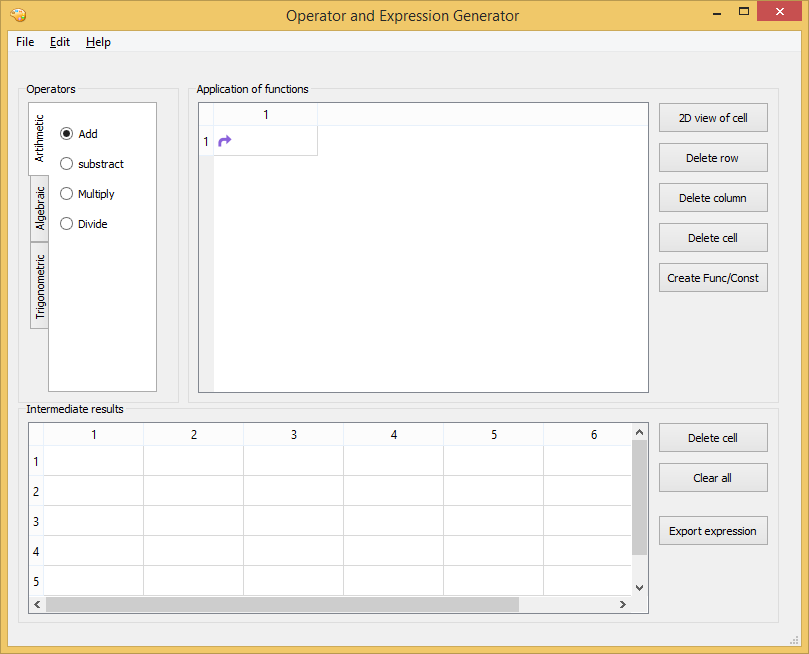 Operator and Expression Generator
File Edit Help
Operators
Artihmetic
Algebraic
Trigonometric
Add
substract
Multiply
Divide
Application of functions
1
1
2D view of cell
Delete row
Delete column
Delete cell
Create Func/Const
Intermediate results
1 2 3 4 5 6
1
2
3
4
5
Delete cell
Clear all
Export expression